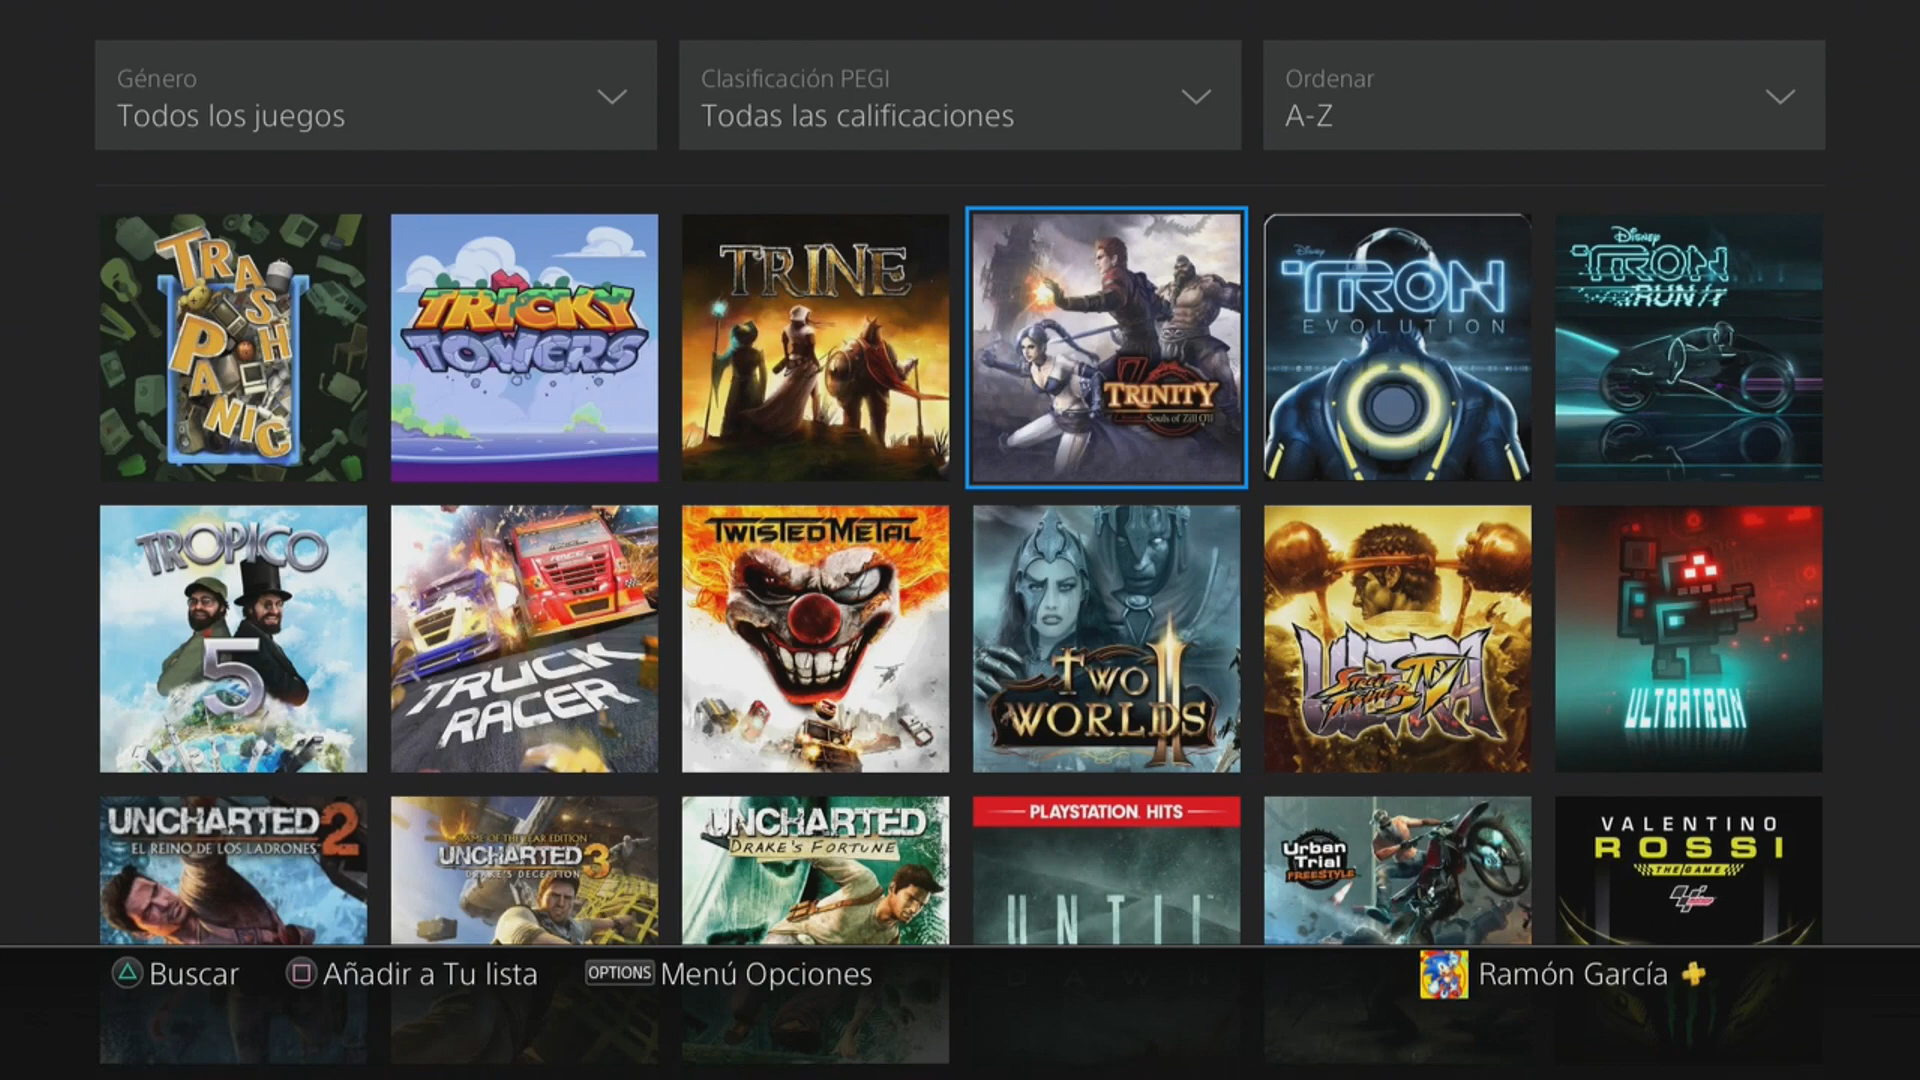 Género
Todos los juegos
Clasificación PEGI
Todas las calificaciones
Ordenar
A-Z
TRASH
PANIC
TRICKY
TOWERS
TRINE
TRINITY
Souls of Zill O'll
Disney
TRON
EVOLUTION
Disney
TRON
RUN/r
TROPICO
5
RACE
TRUCK
RACER
TWISTED METAL
TWO
WORLDS
II
ULTRA
STREET
FIGHTER IV
ULTRATRON
UNCHARTED 2
EL REINO DE LOS LADRONES
GAME OF THE YEAR EDITION
UNCHARTED 3
DRAKE'S DECEPTION
UNCHARTED
DRAKE'S FORTUNE
PLAYSTATION HITS
UNTIL
DAWN
Urban
Trial
FREESTYLE
VALENTINO
ROSSI
THE GAME
Buscar
Añadir a Tu lista
OPTIONS Menú Opciones
Ramón García